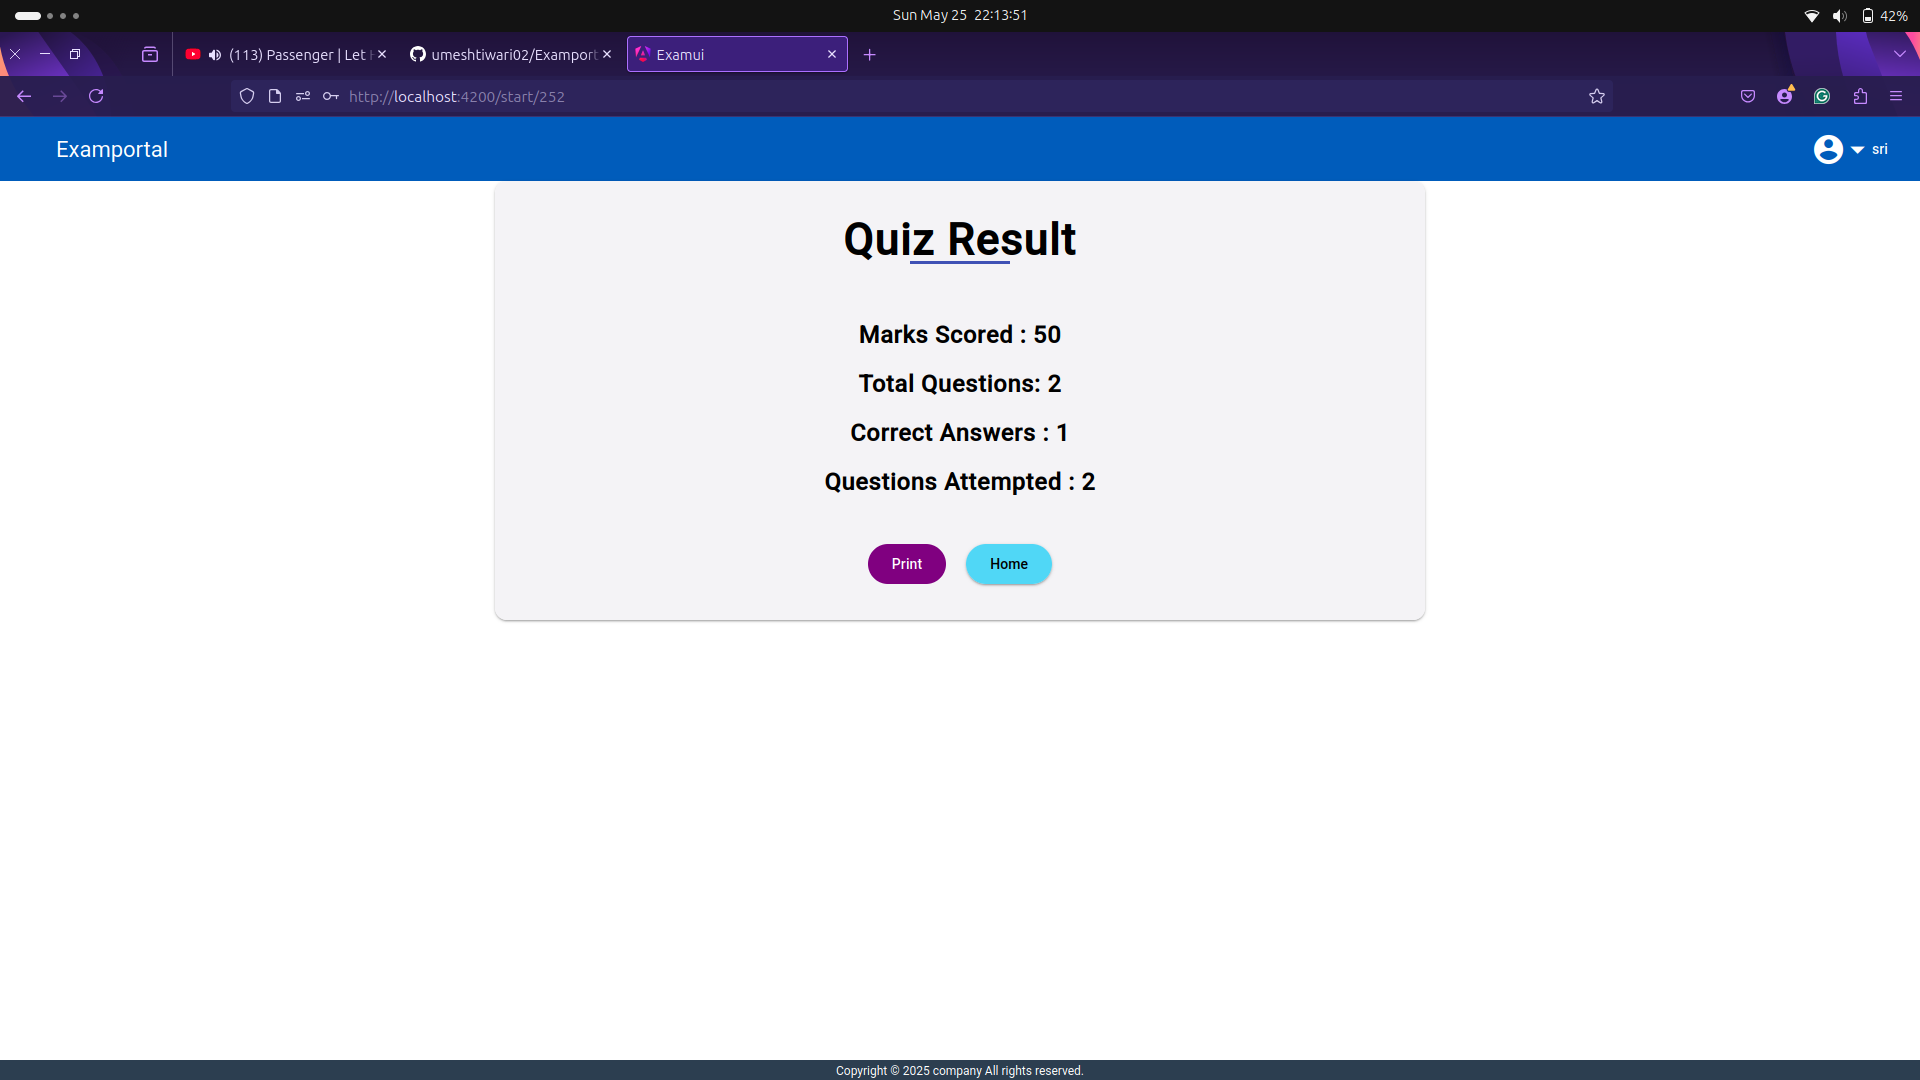 Sun May 25 22:13:51
42%
(113) Passenger | Let
umeshtiwari02/Examport
Examui
http://localhost:4200/start/252
Examportal
sri
Quiz Result
Marks Scored : 50
Total Questions: 2
Correct Answers : 1
Questions Attempted : 2
Print
Home
Copyright © 2025 company All rights reserved.